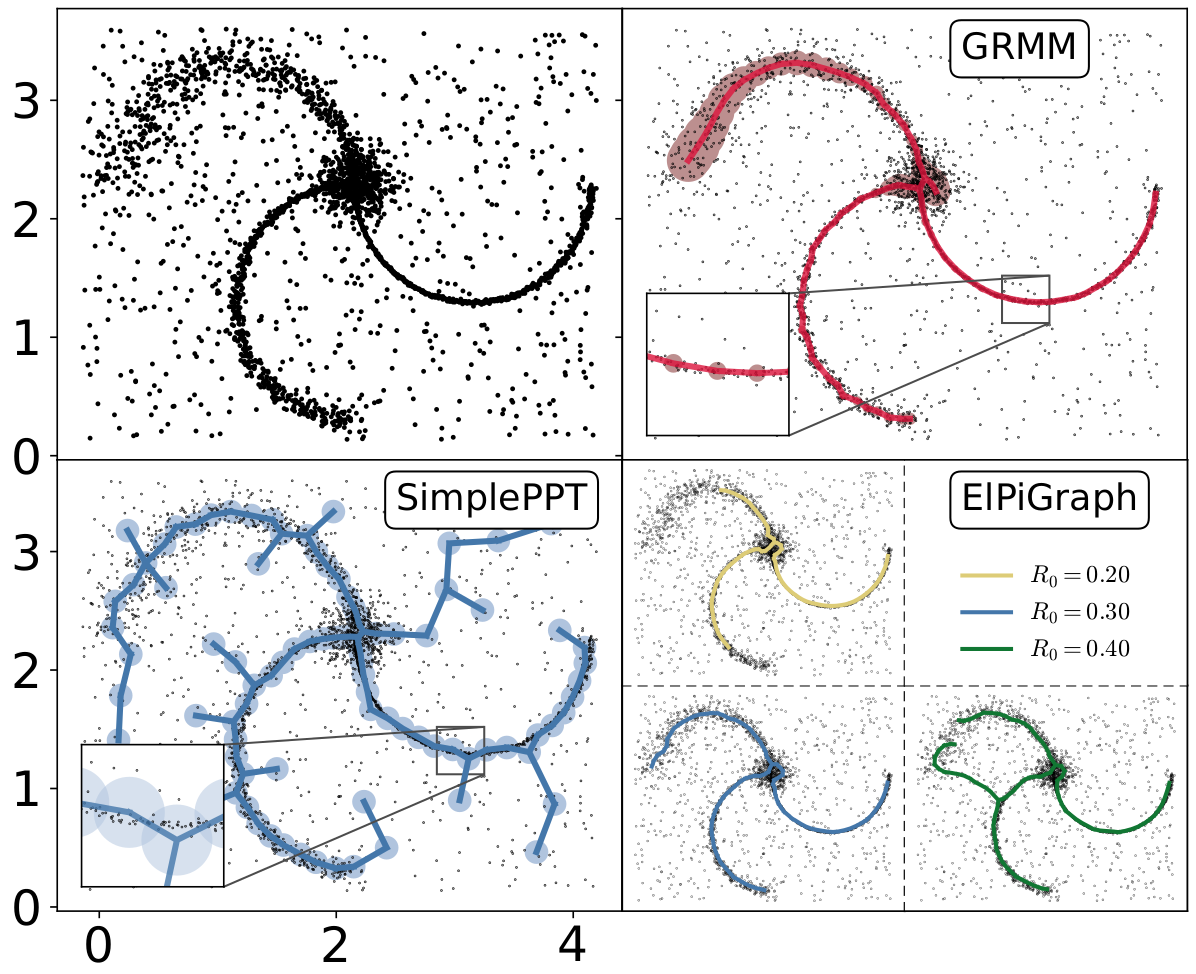 3
2
1
0
GRMM
SimplePPT
3
2
1
0
0
2
4
ElPiGraph
R₀ = 0.20
R₀ = 0.30
R₀ = 0.40